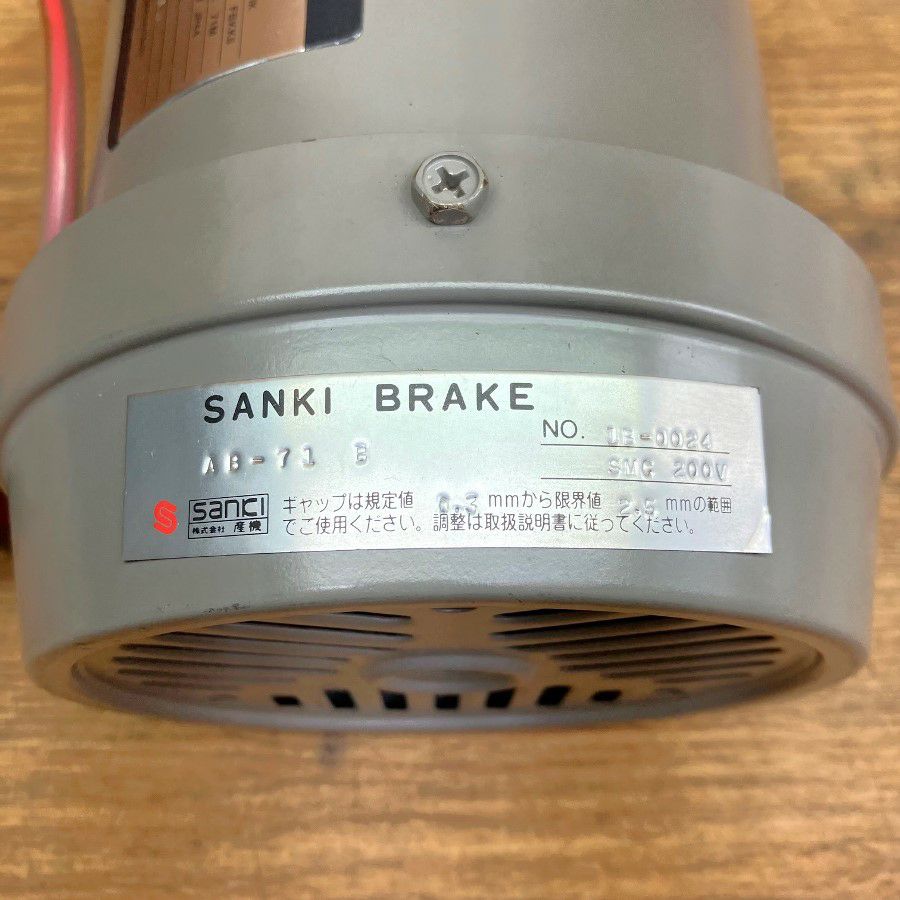 SANKI BRAKE
NO. 1E-0024
AB-71 B
SMC 200V
S sanki
株式会社 産機
ギャップは規定値 0.3 mmから限界値 2.5 mmの範囲
でご使用ください。調整は取扱説明書に従ってください。